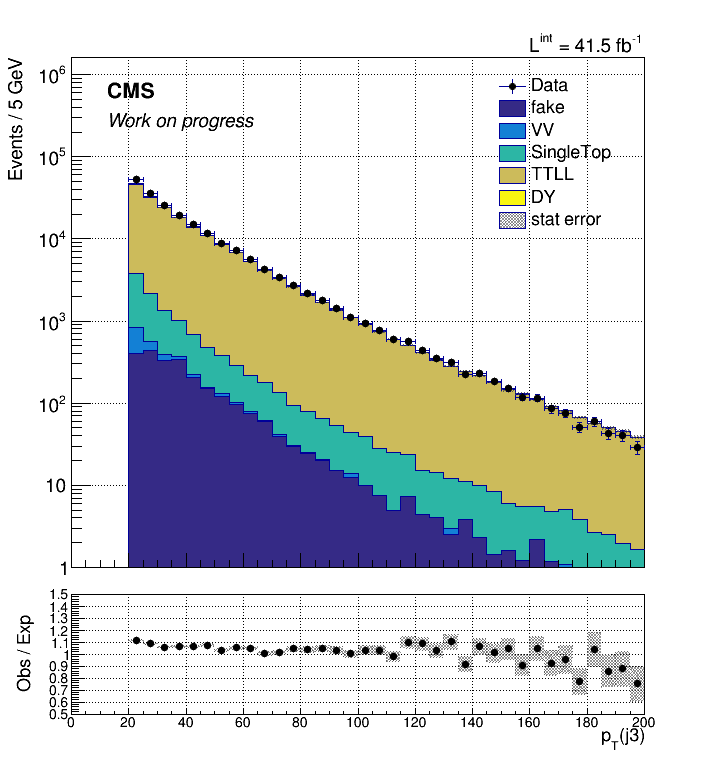 L^int = 41.5 fb^-1
Events / 5 GeV
10^6
10^5
10^4
10^3
10^2
10
1
CMS
Work on progress
Data
fake
VV
SingleTop
TTLL
DY
stat error
Obs / Exp
1.5
1.4
1.3
1.2
1.1
1
0.9
0.8
0.7
0.6
0.5
0 20 40 60 80 100 120 140 160 180 200
p_T(j3)